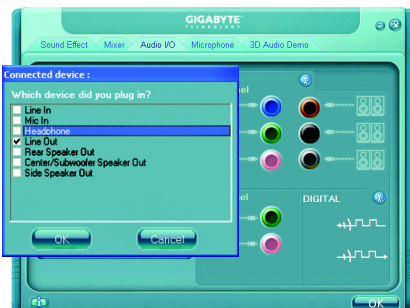 GIGABYTE
TECHNOLOGY
Sound Effect Mixer Audio I/O Microphone 3D Audio Demo
Connected device :
Which device did you plug in?
Line In
Mic In
Headphone
Line Out
Rear Speaker Out
Center/Subwoofer Speaker Out
Side Speaker Out
OK Cancel
el
el
DIGITAL
OK